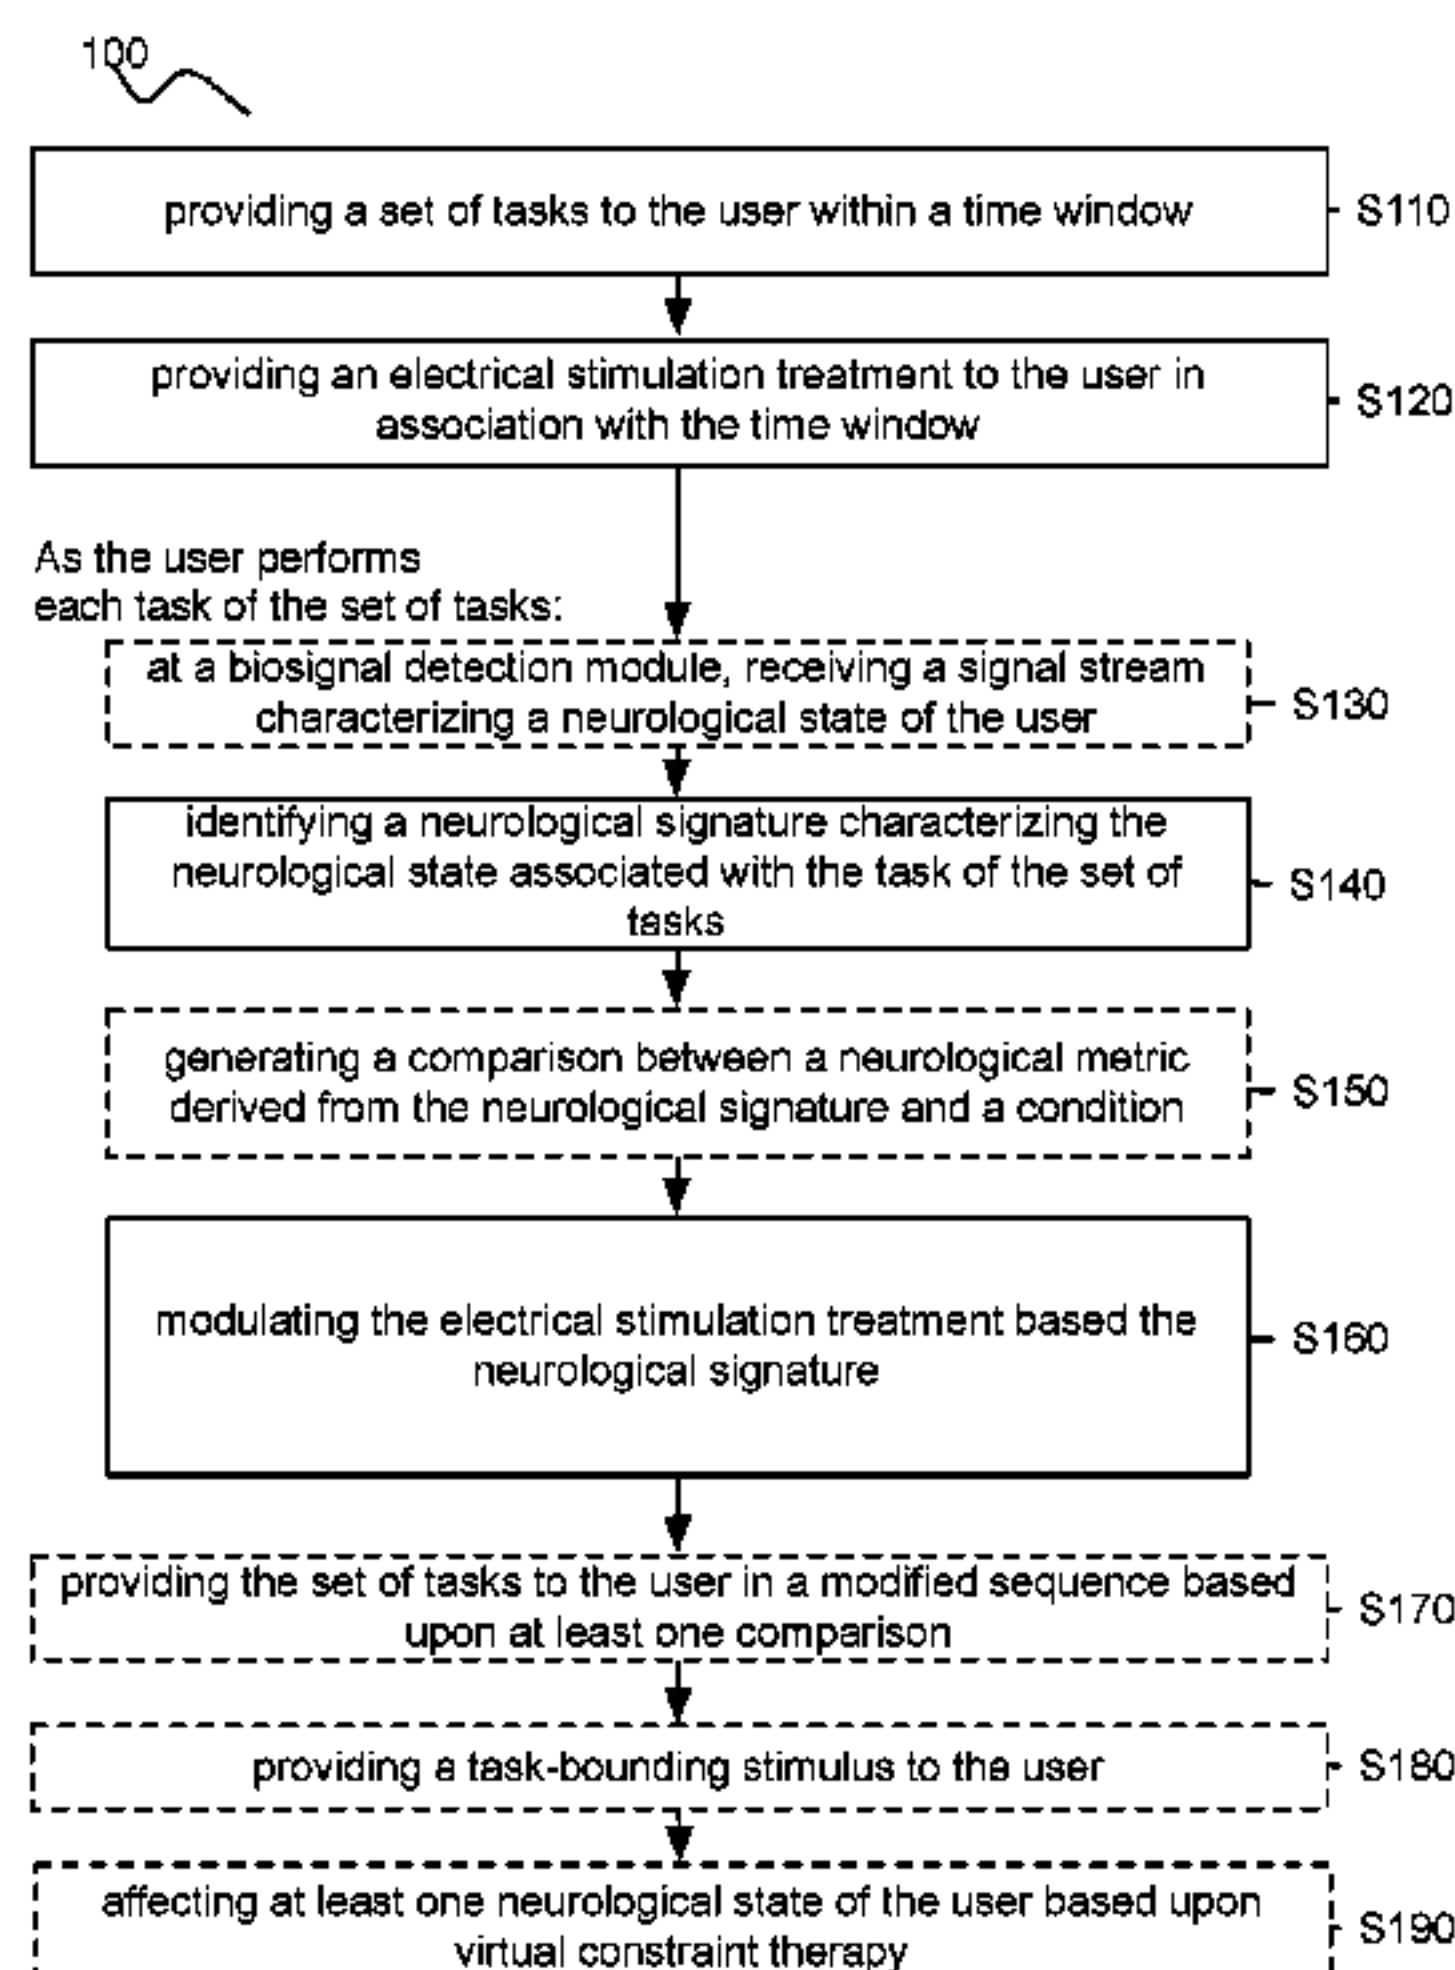 100
providing a set of tasks to the user within a time window
S110
providing an electrical stimulation treatment to the user in
association with the time window
S120
As the user performs
each task of the set of tasks:
at a biosignal detection module, receiving a signal stream
characterizing a neurological state of the user
S130
identifying a neurological signature characterizing the
neurological state associated with the task of the set of
tasks
S140
generating a comparison between a neurological metric
derived from the neurological signature and a condition
S150
modulating the electrical stimulation treatment based the
neurological signature
S160
providing the set of tasks to the user in a modified sequence based
upon at least one comparison
S170
providing a task-bounding stimulus to the user
S180
affecting at least one neurological state of the user based upon
virtual constraint therapy
S190